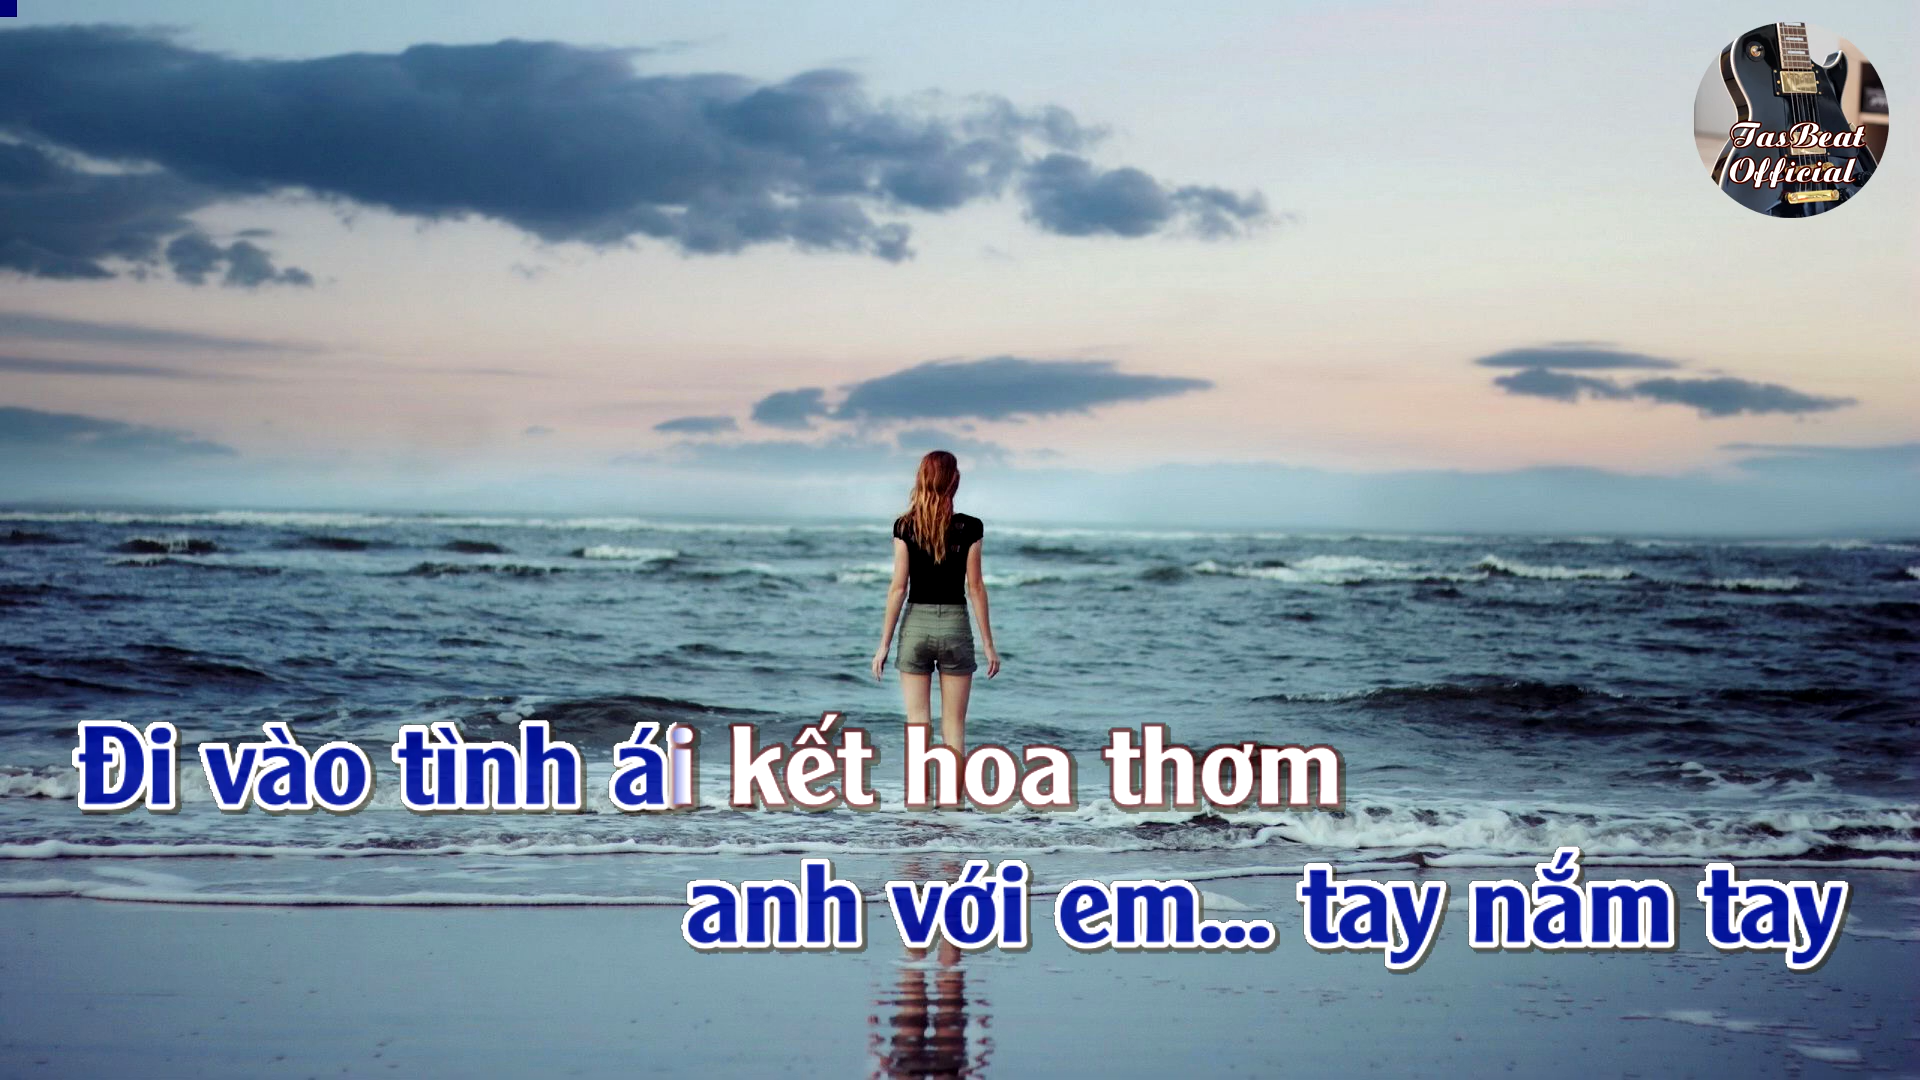 TasBeat
Official
Đi vào tình ái kết hoa thơm
anh với em... tay nắm tay